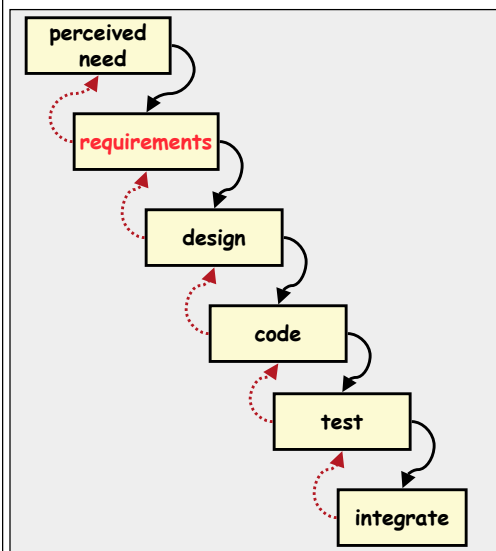 perceived
need
requirements
design
code
test
integrate